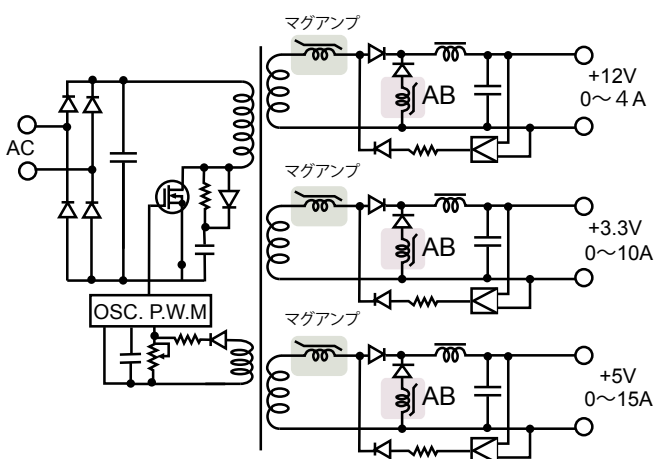 マグアンプ
AB
+12V
0〜４A
AC
マグアンプ
AB
+3.3V
0〜10A
OSC. P.W.M
マグアンプ
AB
+5V
0〜15A